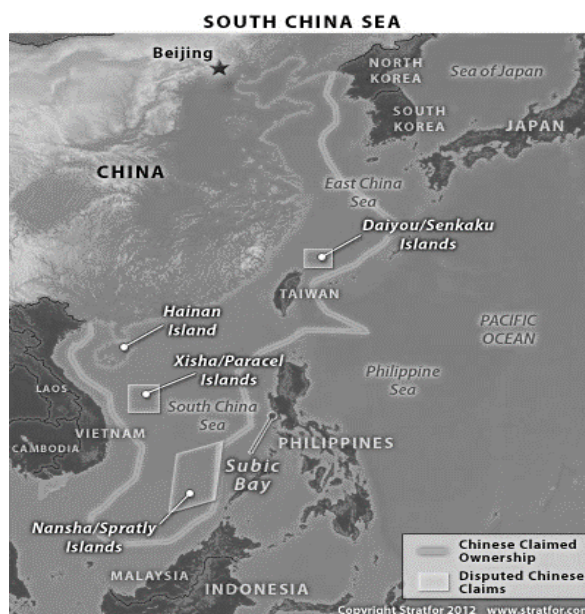 SOUTH CHINA SEA
Beijing
NORTH
KOREA
Sea of Japan
SOUTH
KOREA
JAPAN
CHINA
East China
Sea
Daiyou/Senkaku
Islands
TAIWAN
Hainan
Island
PACIFIC
OCEAN
Xisha/Paracel
Islands
Philippine
Sea
LAOS
South China
Sea
VIETNAM
CAMBODIA
PHILIPPINES
Subic
Bay
Nansha/Spratly
Islands
Chinese Claimed
Ownership
MALAYSIA
Disputed Chinese
Claims
INDONESIA
Copyright Stratfor 2012 www.stratfor.com